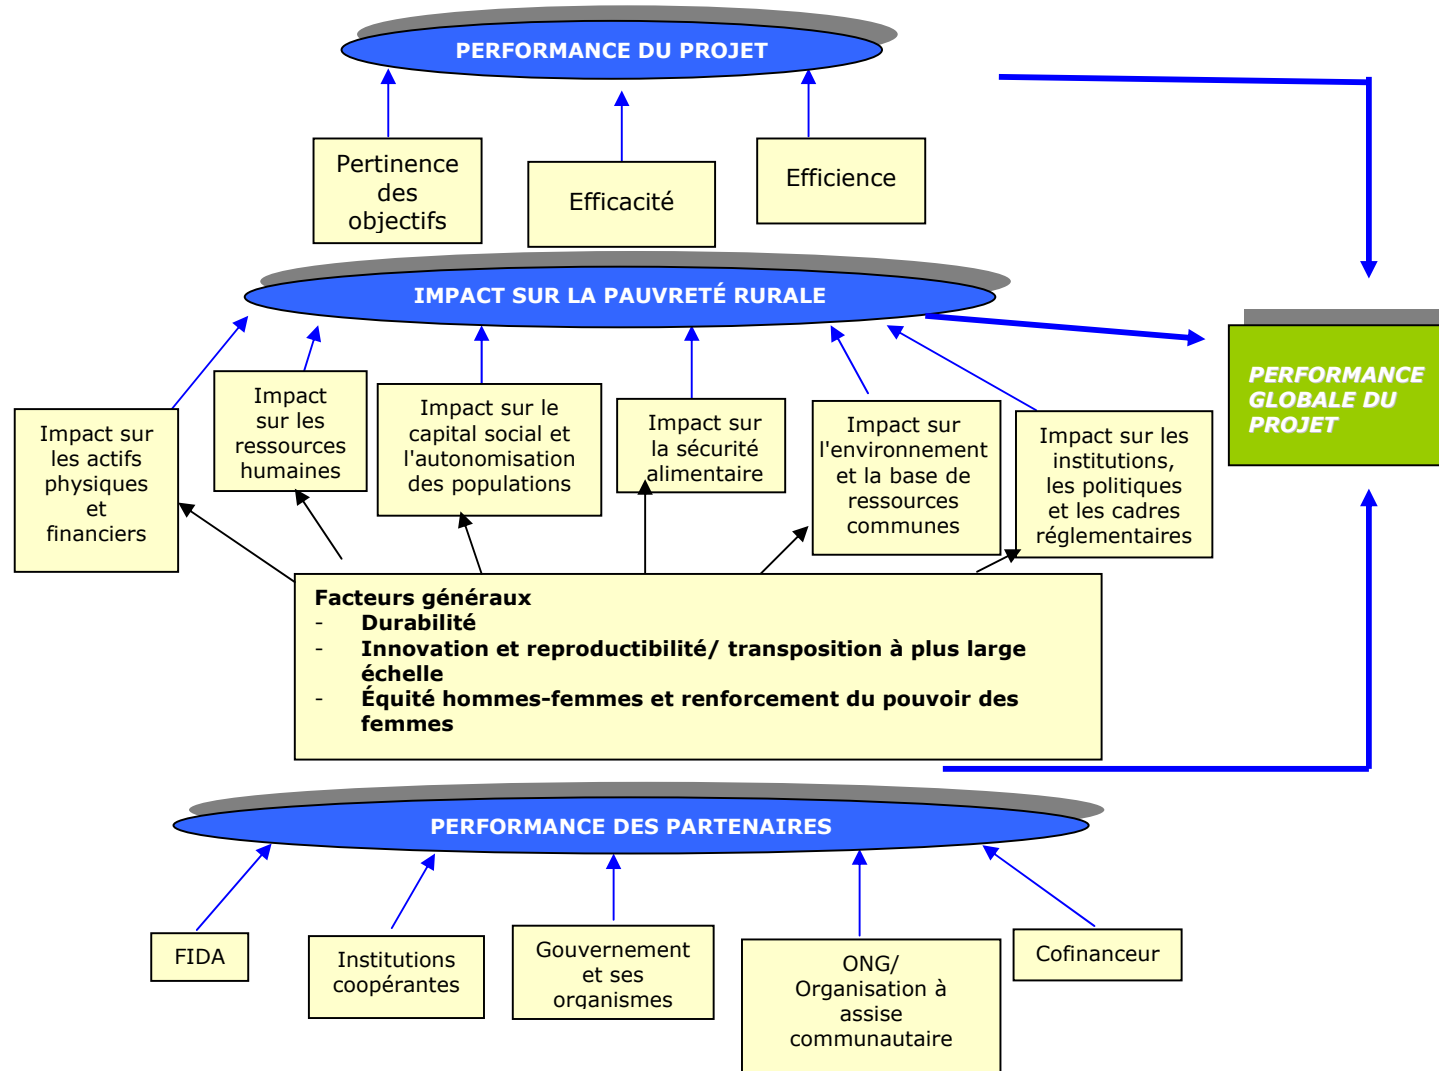 PERFORMANCE DU PROJET
Pertinence
des
objectifs
Efficacité
Efficience
IMPACT SUR LA PAUVRETÉ RURALE
PERFORMANCE
GLOBALE DU
PROJET
Impact sur
les actifs
physiques
et
financiers
Impact
sur les
ressources
humaines
Impact sur le
capital social et
l'autonomisation
des populations
Impact sur
la sécurité
alimentaire
Impact sur
l'environnement
et la base de
ressources
communes
Impact sur les
institutions,
les politiques
et les cadres
réglementaires
Facteurs généraux
- Durabilité
- Innovation et reproductibilité/ transposition à plus large
échelle
- Équité hommes-femmes et renforcement du pouvoir des
femmes
PERFORMANCE DES PARTENAIRES
FIDA
Institutions
coopérantes
Gouvernement
et ses
organismes
ONG/
Organisation à
assise
communautaire
Cofinanceur